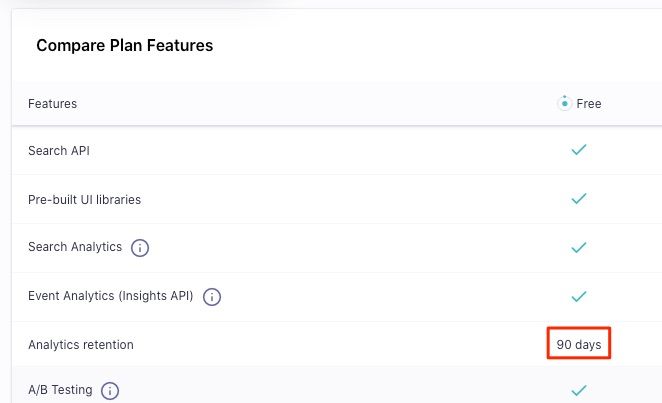 Compare Plan Features
Features Free
Search API
Pre-built UI libraries
Search Analytics
Event Analytics (Insights API)
Analytics retention 90 days
A/B Testing